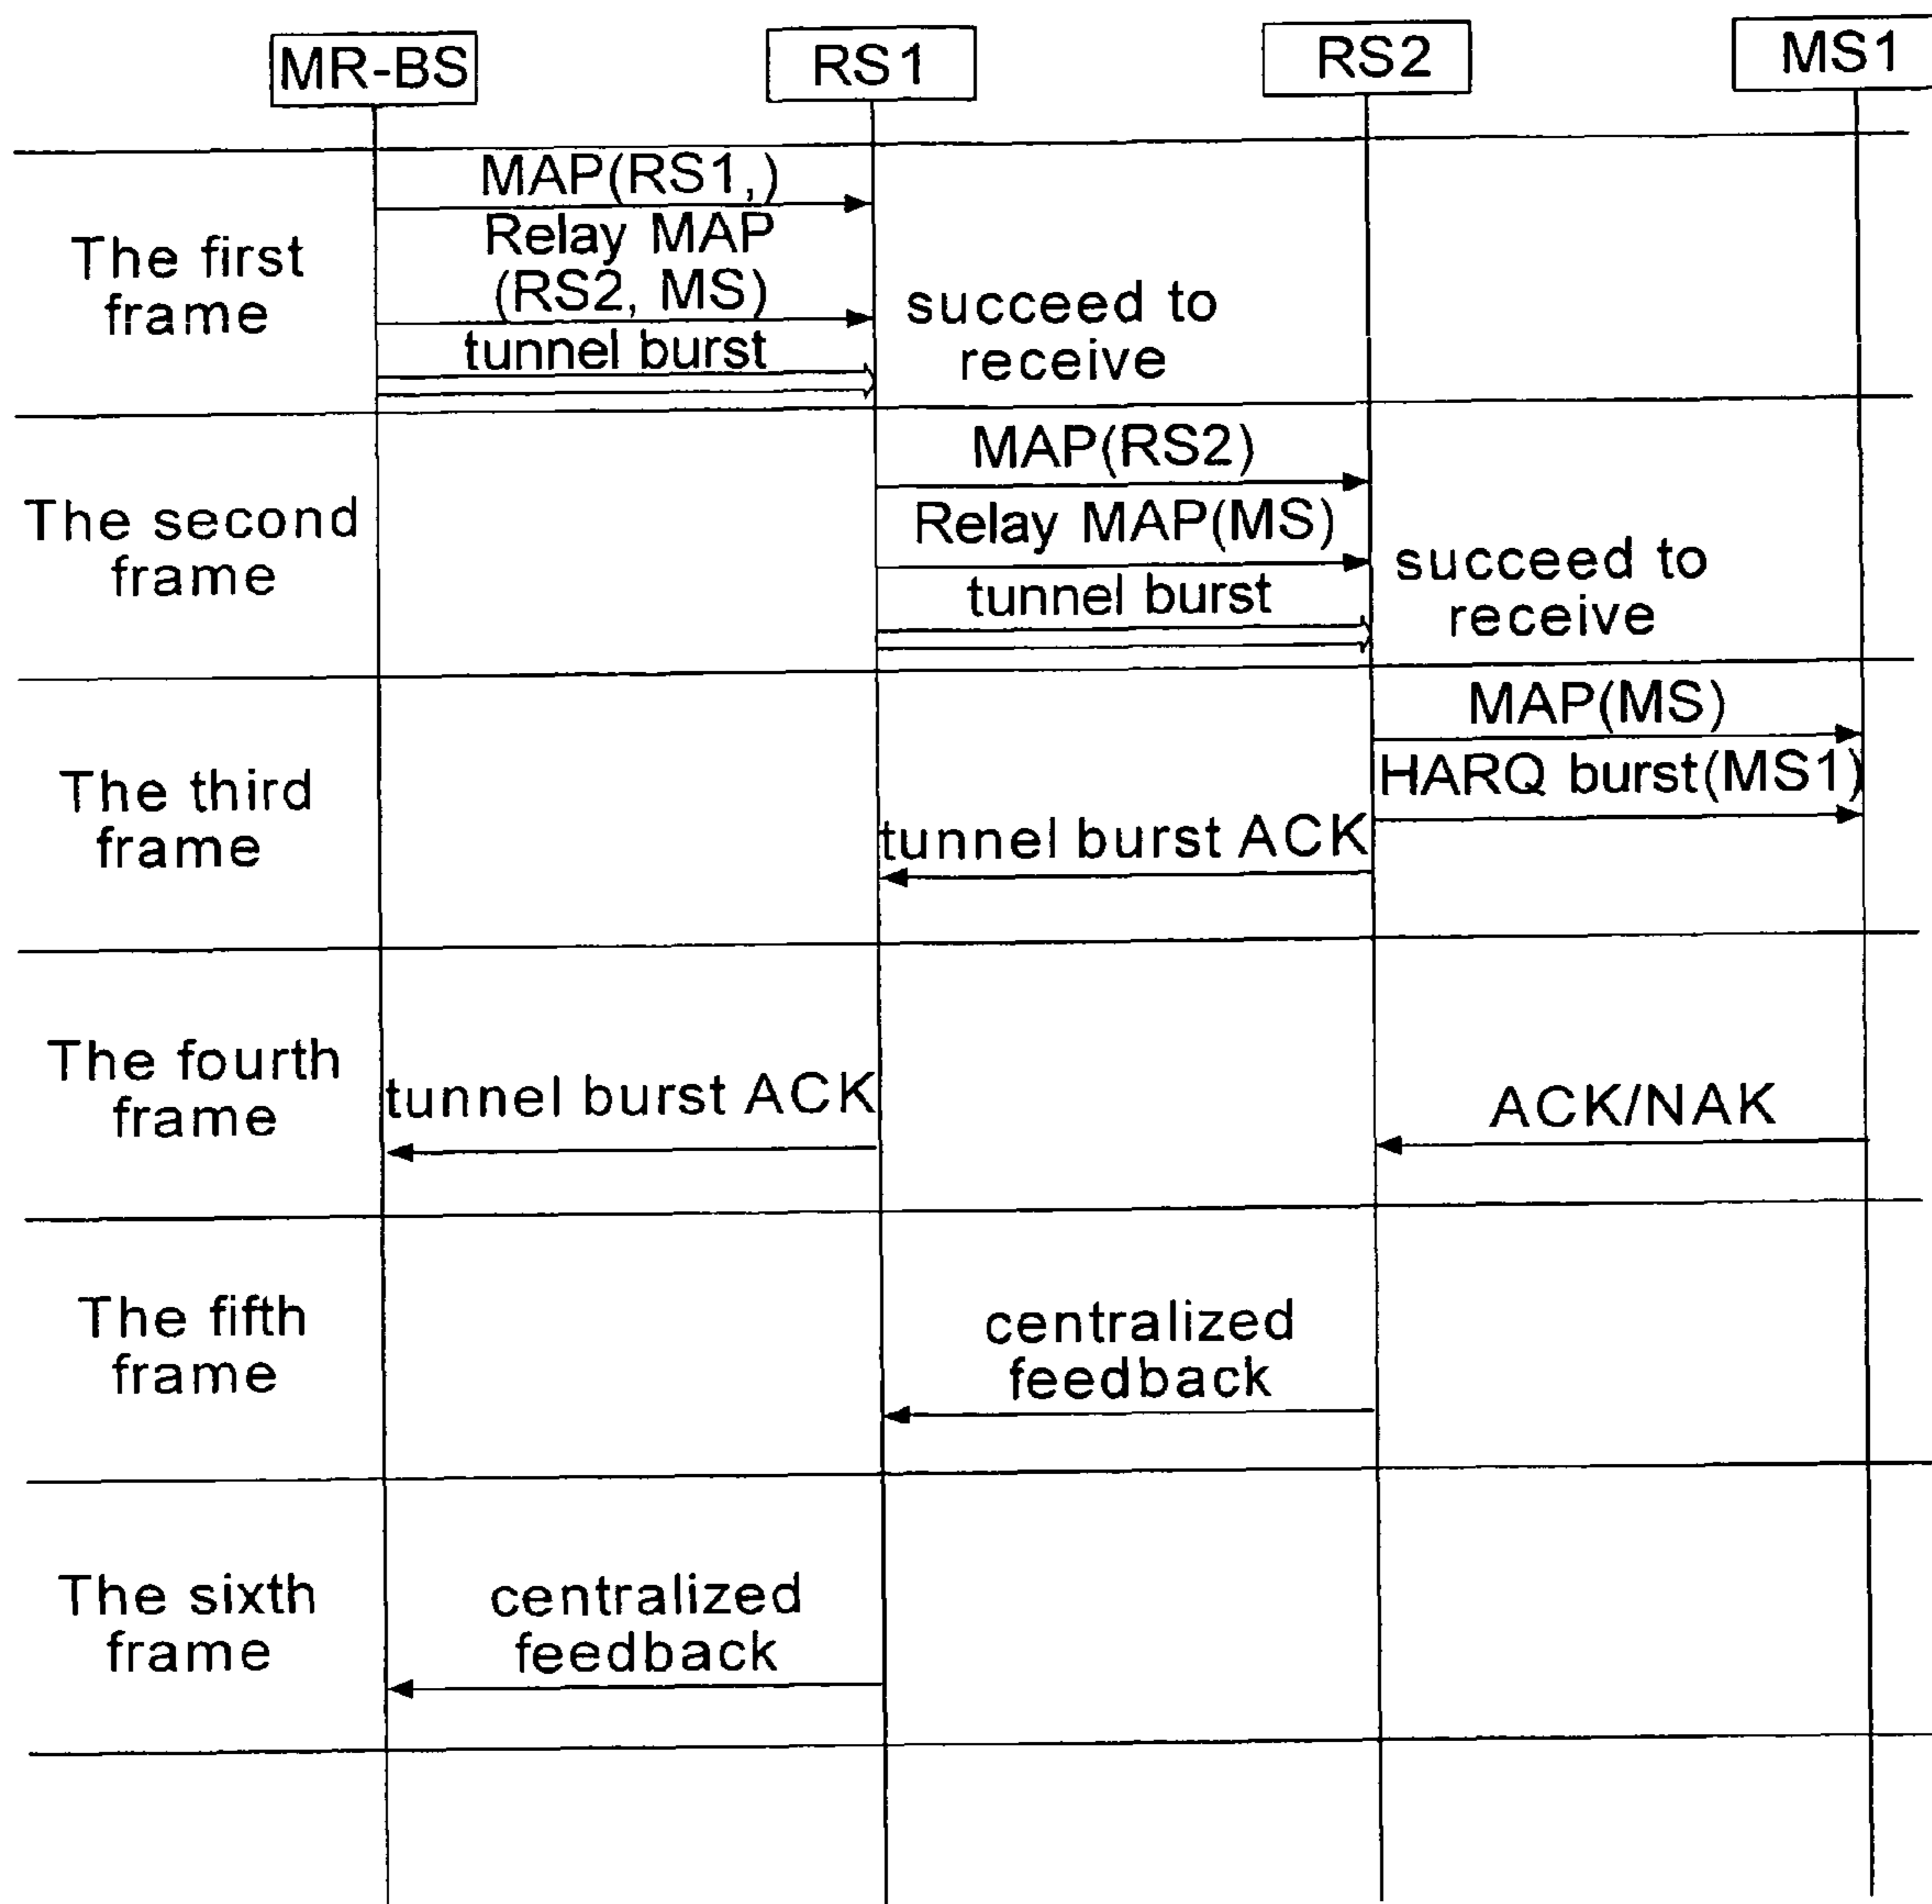 MR-BS
RS1
RS2
MS1
The first
frame
MAP(RS1,)
Relay MAP
(RS2, MS)
tunnel burst
succeed to
receive
The second
frame
MAP(RS2)
Relay MAP(MS)
tunnel burst
succeed to
receive
The third
frame
MAP(MS)
HARQ burst(MS1)
tunnel burst ACK
The fourth
frame
tunnel burst ACK
ACK/NAK
The fifth
frame
centralized
feedback
The sixth
frame
centralized
feedback